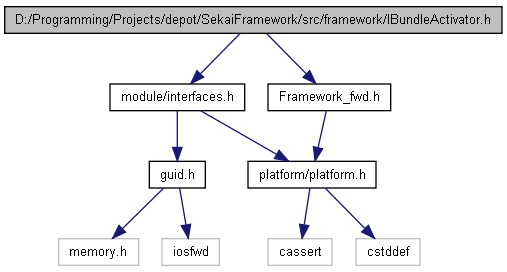 D:/Programming/Projects/depot/SekaiFramework/src/framework/IBundleActivator.h
module/interfaces.h
Framework_fwd.h
guid.h
platform/platform.h
memory.h
iosfwd
cassert
cstddef